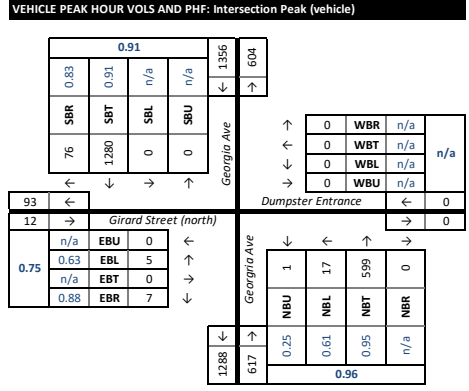 VEHICLE PEAK HOUR VOLS AND PHF: Intersection Peak (vehicle)
0.91
1356 604
0.83 0.91 n/a n/a
SBR SBT SBL SBU
76 1280 0 0
↓ ↑
Georgia Ave
← ↓ → ↑
↑ 0 WBR n/a
← 0 WBT n/a
↓ 0 WBL n/a
→ 0 WBU n/a
n/a
93 ←
Dumpster Entrance ← 0
12 → Girard Street (north)
→ 0
0.75
n/a EBU 0 ←
0.63 EBL 5 ↑
n/a EBT 0 →
0.88 EBR 7 ↓
Georgria Ave
↓ ← ↑ →
1 17 599 0
NBU NBL NBT NBR
0.25 0.61 0.95 n/a
↓ ↑
1288 617
0.96